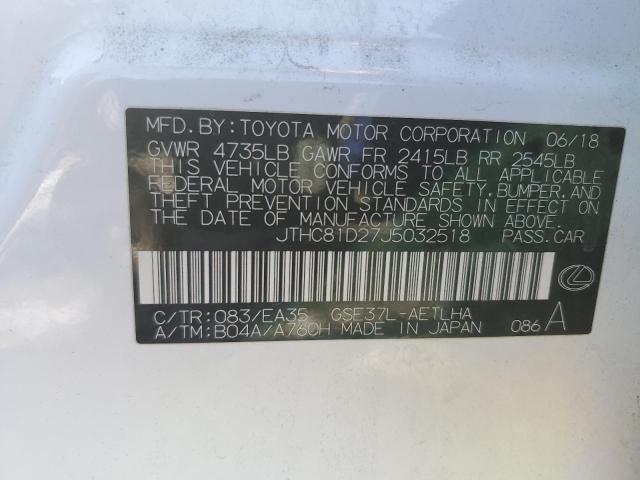 MFD.BY:TOYOTA MOTOR CORPORATION 06/18
GVWR 4735LB GAWR FR 2415LB RR 2545LB
THIS VEHICLE CONFORMS TO ALL APPLICABLE
FEDERAL MOTOR VEHICLE SAFETY,BUMPER,AND
THEFT PREVENTION STANDARDS IN EFFECT ON
THE DATE OF MANUFACTURE SHOWN ABOVE.
JTHC81D27J5032518 PASS.CAR
C/TR:083/EA35 GSE37L-AETLHA
A/TM:B04A/A760H MADE IN JAPAN 086 A